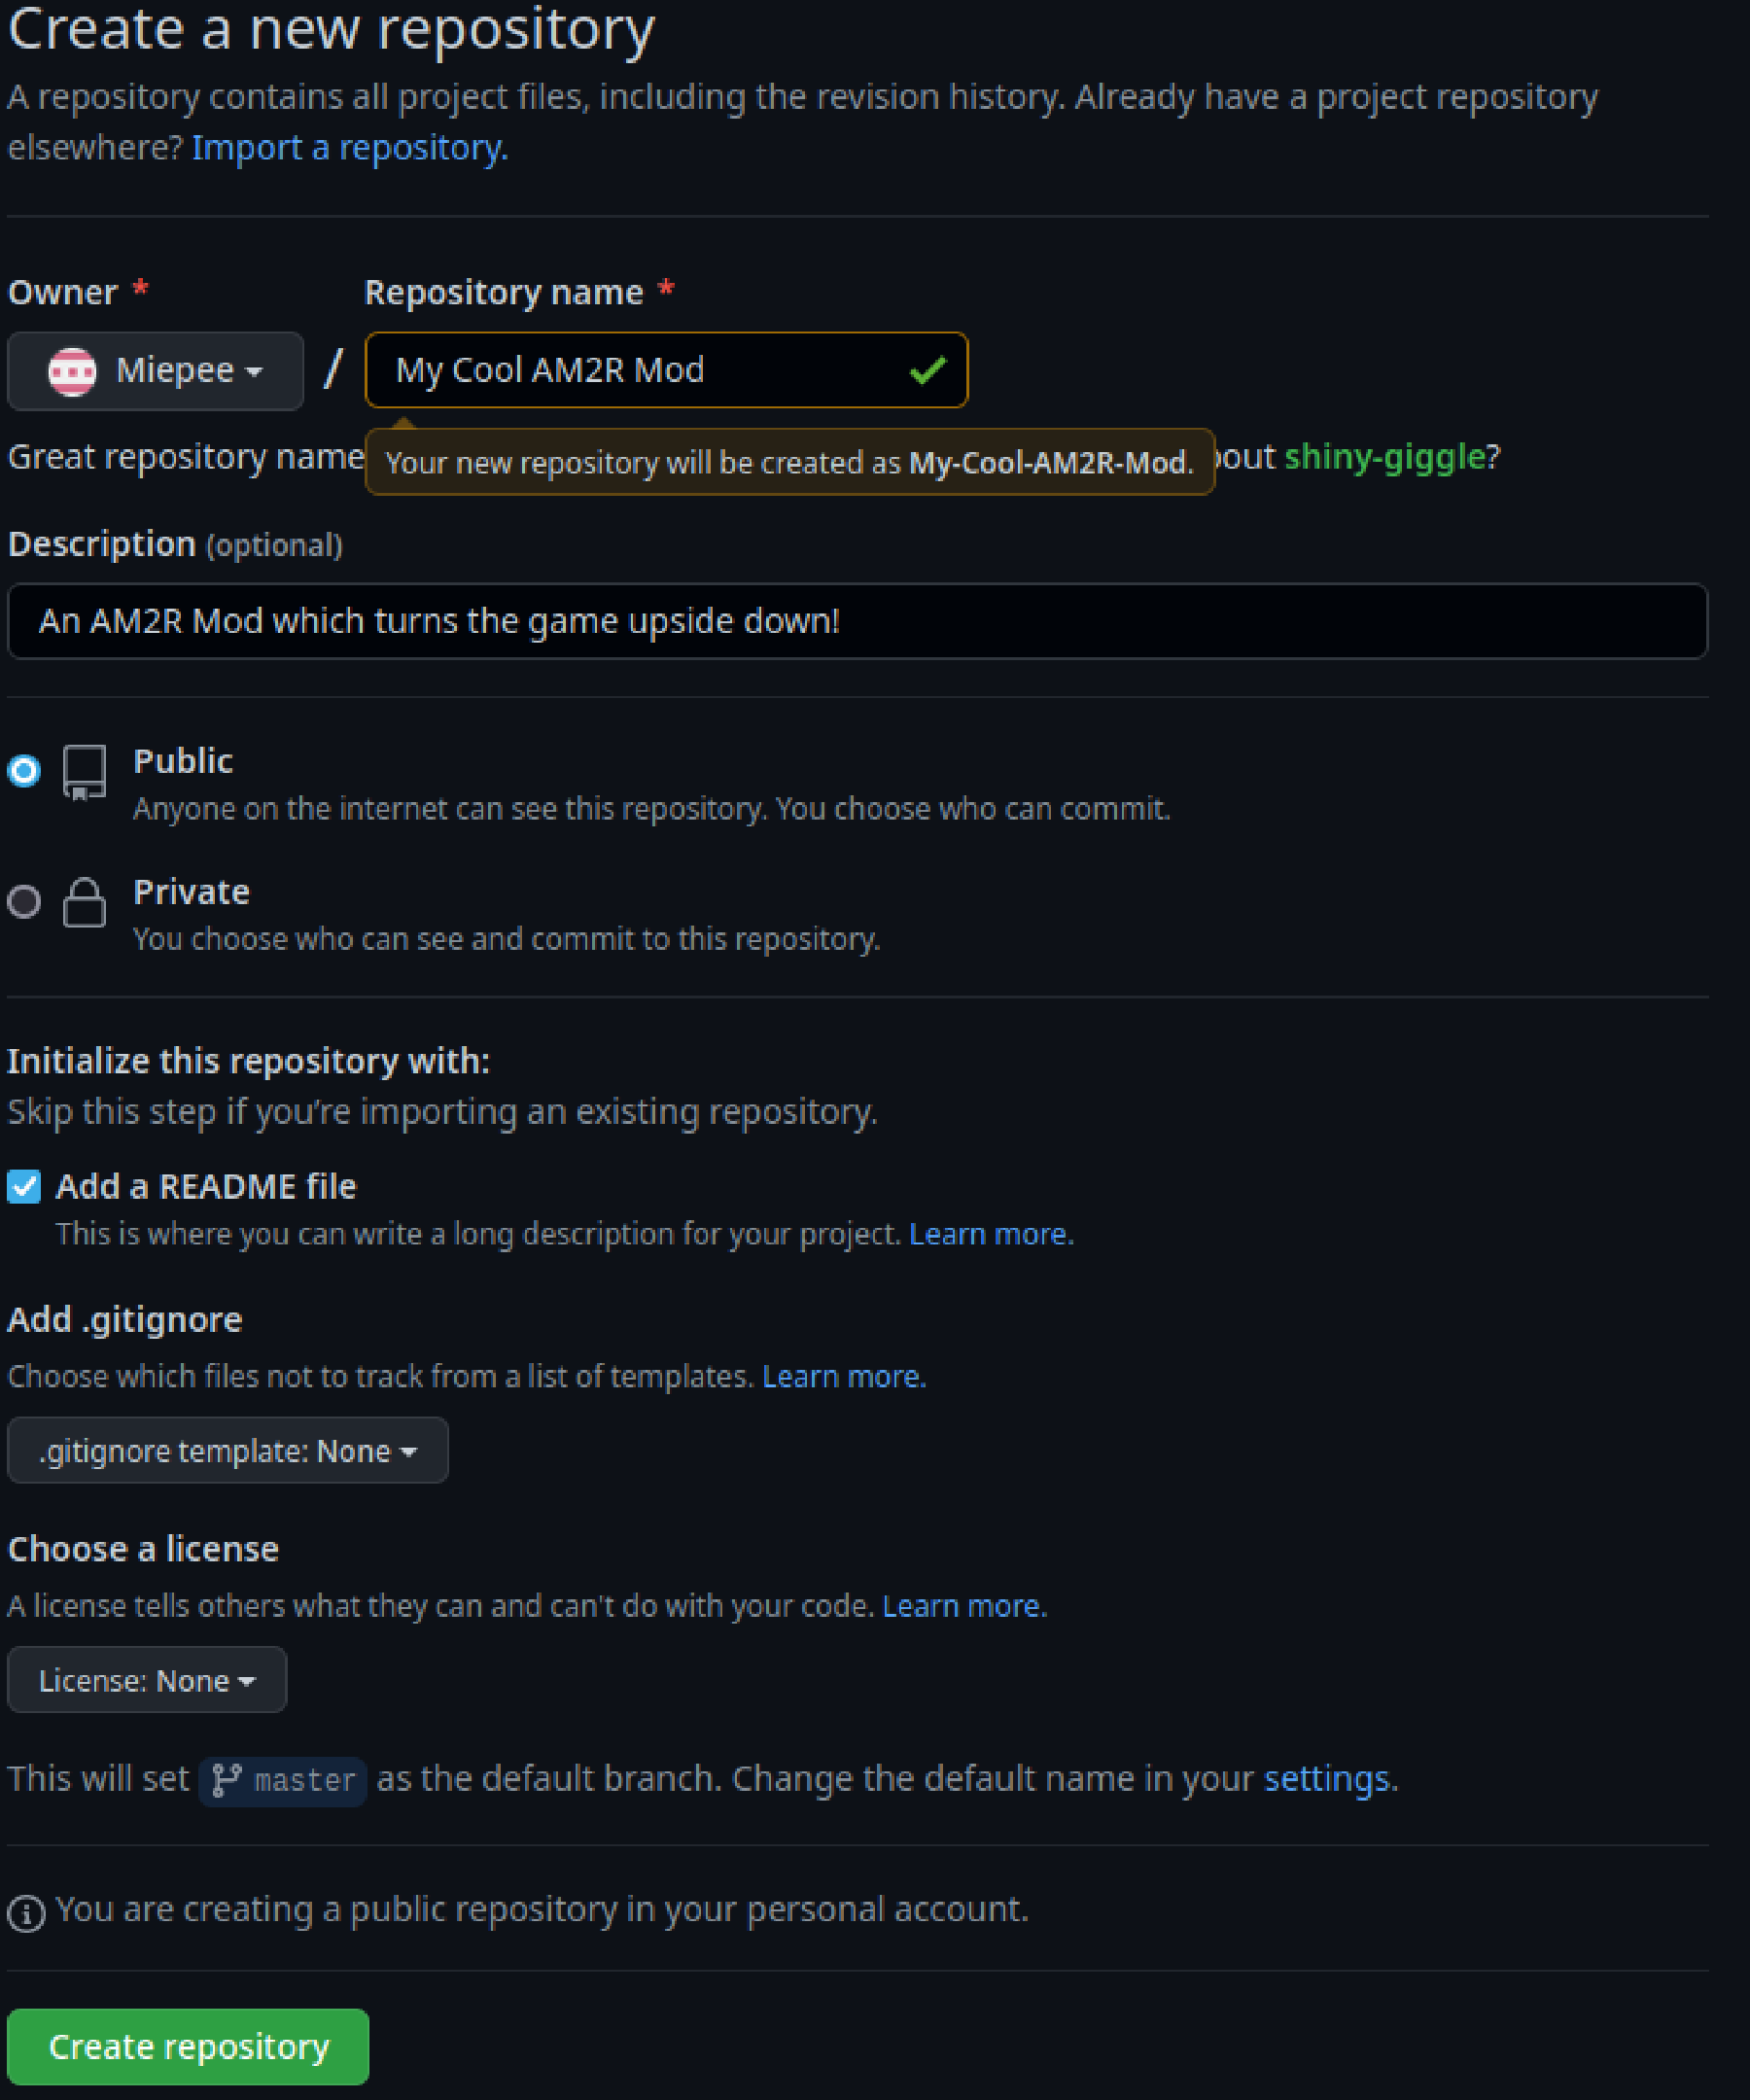 Create a new repository
A repository contains all project files, including the revision history. Already have a project repository
elsewhere? Import a repository.
Owner * Repository name *
Miepee / My Cool AM2R Mod
Great repository name
Your new repository will be created as My-Cool-AM2R-Mod.
shiny-giggle?
Description (optional)
An AM2R Mod which turns the game upside down!
Public
Anyone on the internet can see this repository. You choose who can commit.
Private
You choose who can see and commit to this repository.
Initialize this repository with:
Skip this step if you’re importing an existing repository.
Add a README file
This is where you can write a long description for your project. Learn more.
Add .gitignore
Choose which files not to track from a list of templates. Learn more.
.gitignore template: None
Choose a license
A license tells others what they can and can't do with your code. Learn more.
License: None
This will set master as the default branch. Change the default name in your settings.
You are creating a public repository in your personal account.
Create repository